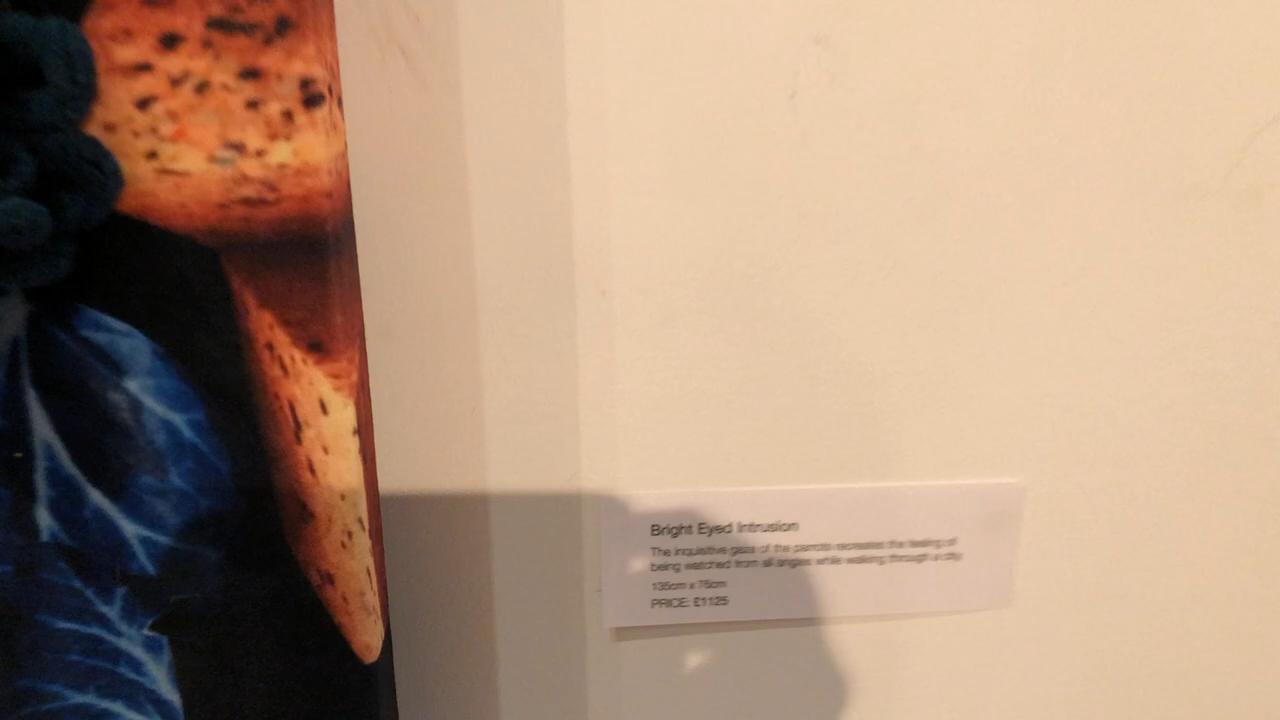 Bright Eyed Intrusion
The inquisitive gaze of the parrots recreates the feeling of
being watched from all angles while walking through a city.
135cm x 76cm
PRICE: £1125